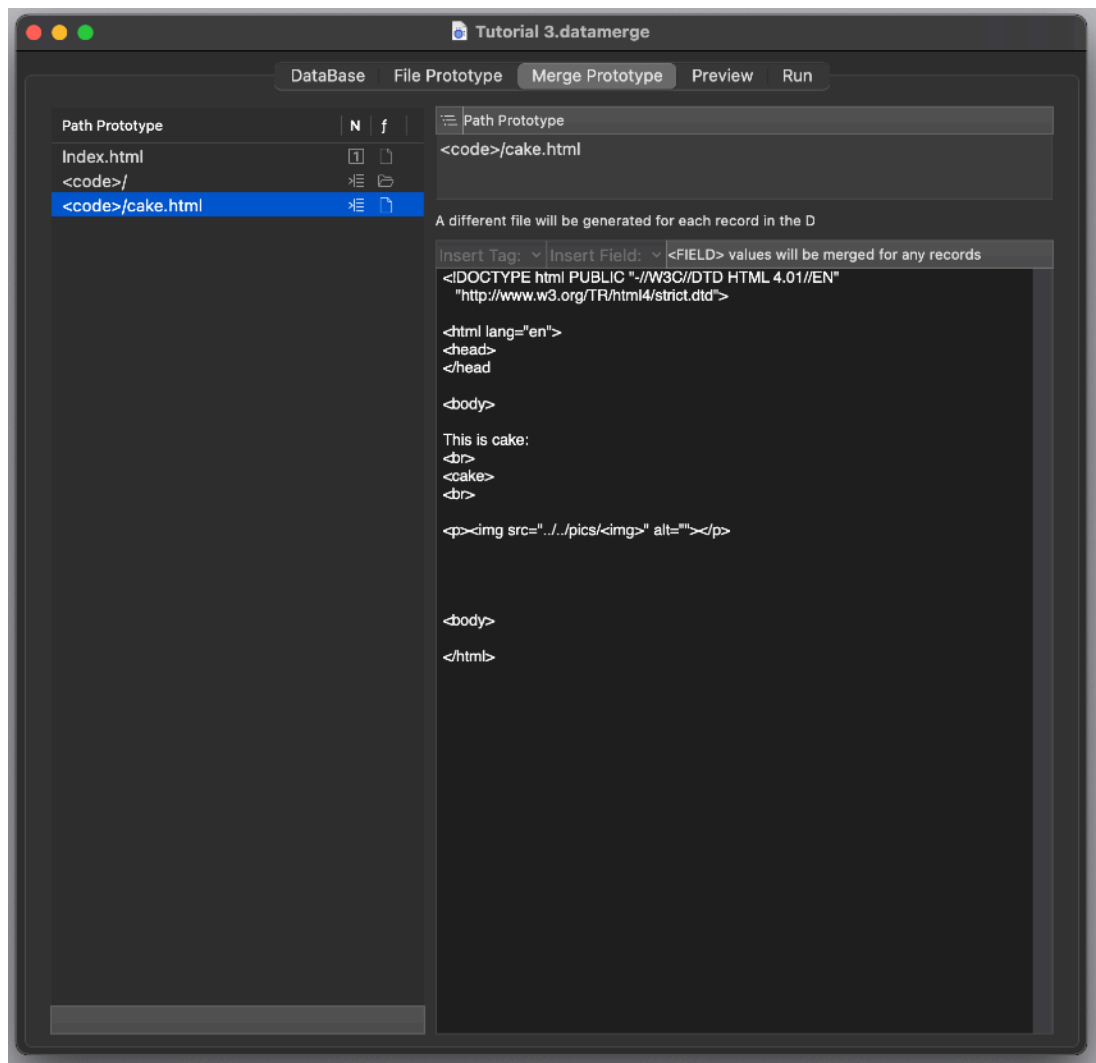 Tutorial 3.datamerge
DataBase File Prototype Merge Prototype Preview Run
Path Prototype N f
Index.html 1
<code>/
<code>/cake.html
Path Prototype
<code>/cake.html
A different file will be generated for each record in the D
Insert Tag: Insert Field: <FIELD> values will be merged for any records
<!DOCTYPE html PUBLIC "-//W3C//DTD HTML 4.01//EN"
"http://www.w3.org/TR/html4/strict.dtd">
<html lang="en">
<head>
</head
<body>
This is cake:
<br>
<cake>
<br>
<p><img src="../../pics/<img>" alt=""></p>
<body>
</html>